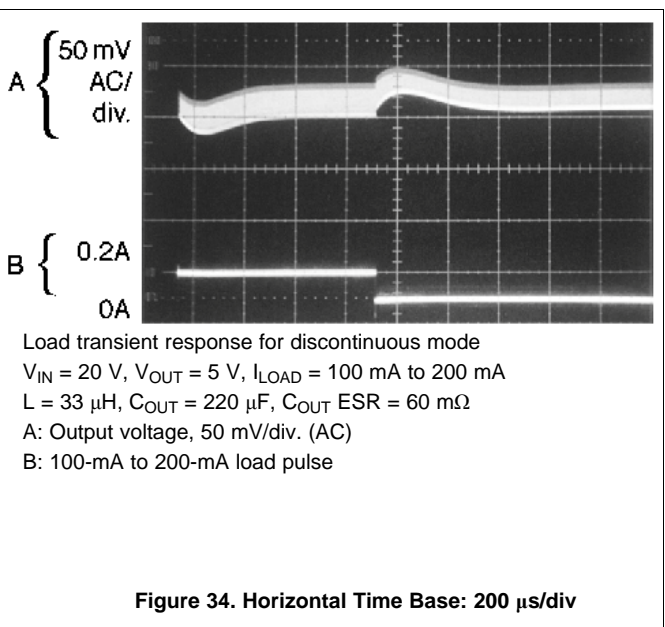 A
50 mV
AC/
div.
B
0.2A
0A
Load transient response for discontinuous mode
V_IN = 20 V, V_OUT = 5 V, I_LOAD = 100 mA to 200 mA
L = 33 μH, C_OUT = 220 μF, C_OUT ESR = 60 mΩ
A: Output voltage, 50 mV/div. (AC)
B: 100-mA to 200-mA load pulse
Figure 34. Horizontal Time Base: 200 μs/div